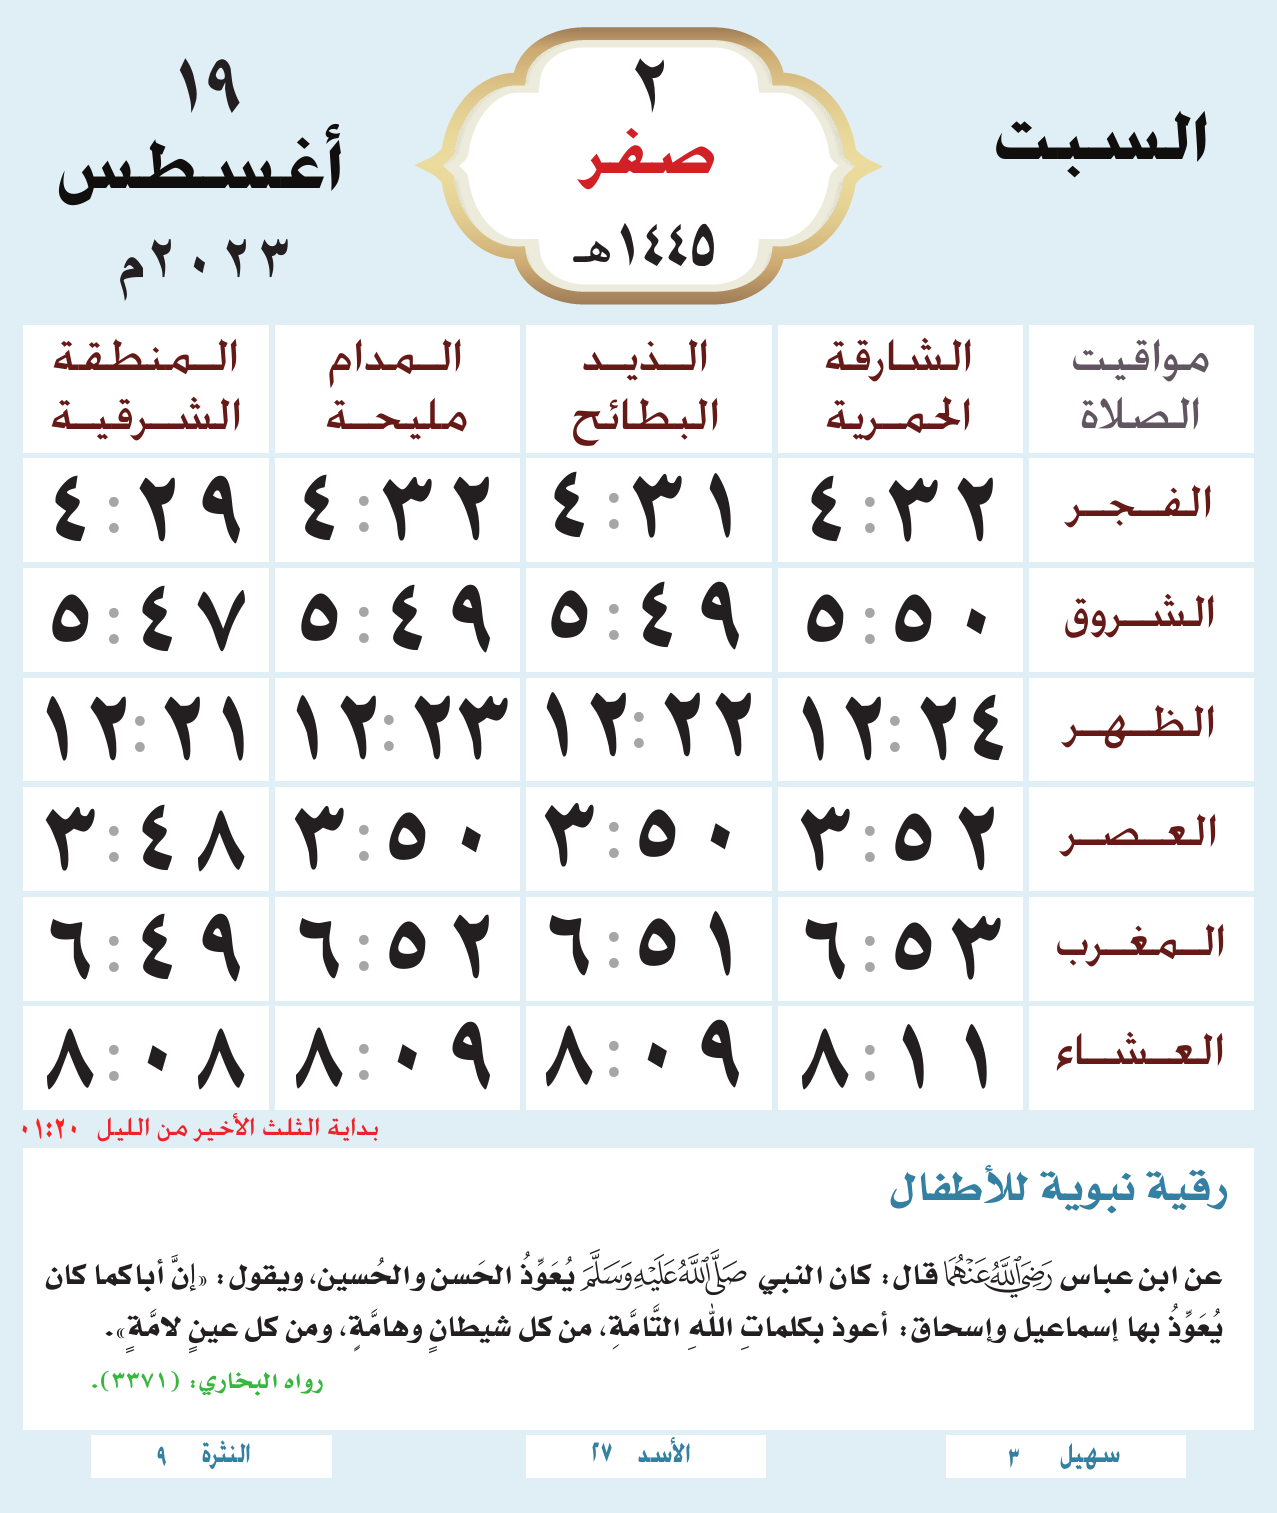 السبت
٢
صفر
١٤٤٥هـ
١٩
أغسطس
٢٠٢٣م
مواقيت الصلاة	الشارقة الحمرية	الذيد البطائح	المدام مليحة	المنطقة الشرقية
الفجر	٤:٣٢	٤:٣١	٤:٣٢	٤:٢٩
الشروق	٥:٥٠	٥:٤٩	٥:٤٩	٥:٤٧
الظهر	١٢:٢٤	١٢:٢٢	١٢:٢٣	١٢:٢١
العصر	٣:٥٢	٣:٥٠	٣:٥٠	٣:٤٨
المغرب	٦:٥٣	٦:٥١	٦:٥٢	٦:٤٩
العشاء	٨:١١	٨:٠٩	٨:٠٩	٨:٠٨
بداية الثلث الأخير من الليل ٠١:٢٠
رقية نبوية للأطفال
عن ابن عباس رَضِيَ اللَّهُ عَنْهُمَا قال: كان النبي صَلَّى اللَّهُ عَلَيْهِ وَسَلَّمَ يُعَوِّذُ الحَسن والحُسين، ويقول: «إنَّ أباكما كان
يُعَوِّذُ بها إسماعيل وإسحاق: أعوذ بكلماتِ اللهِ التَّامَّةِ، من كل شيطانٍ وهامَّةٍ، ومن كل عينٍ لامَّةٍ».
رواه البخاري: (٣٣٧١).
سهيل ٣
الأسد ٢٧
النثرة ٩